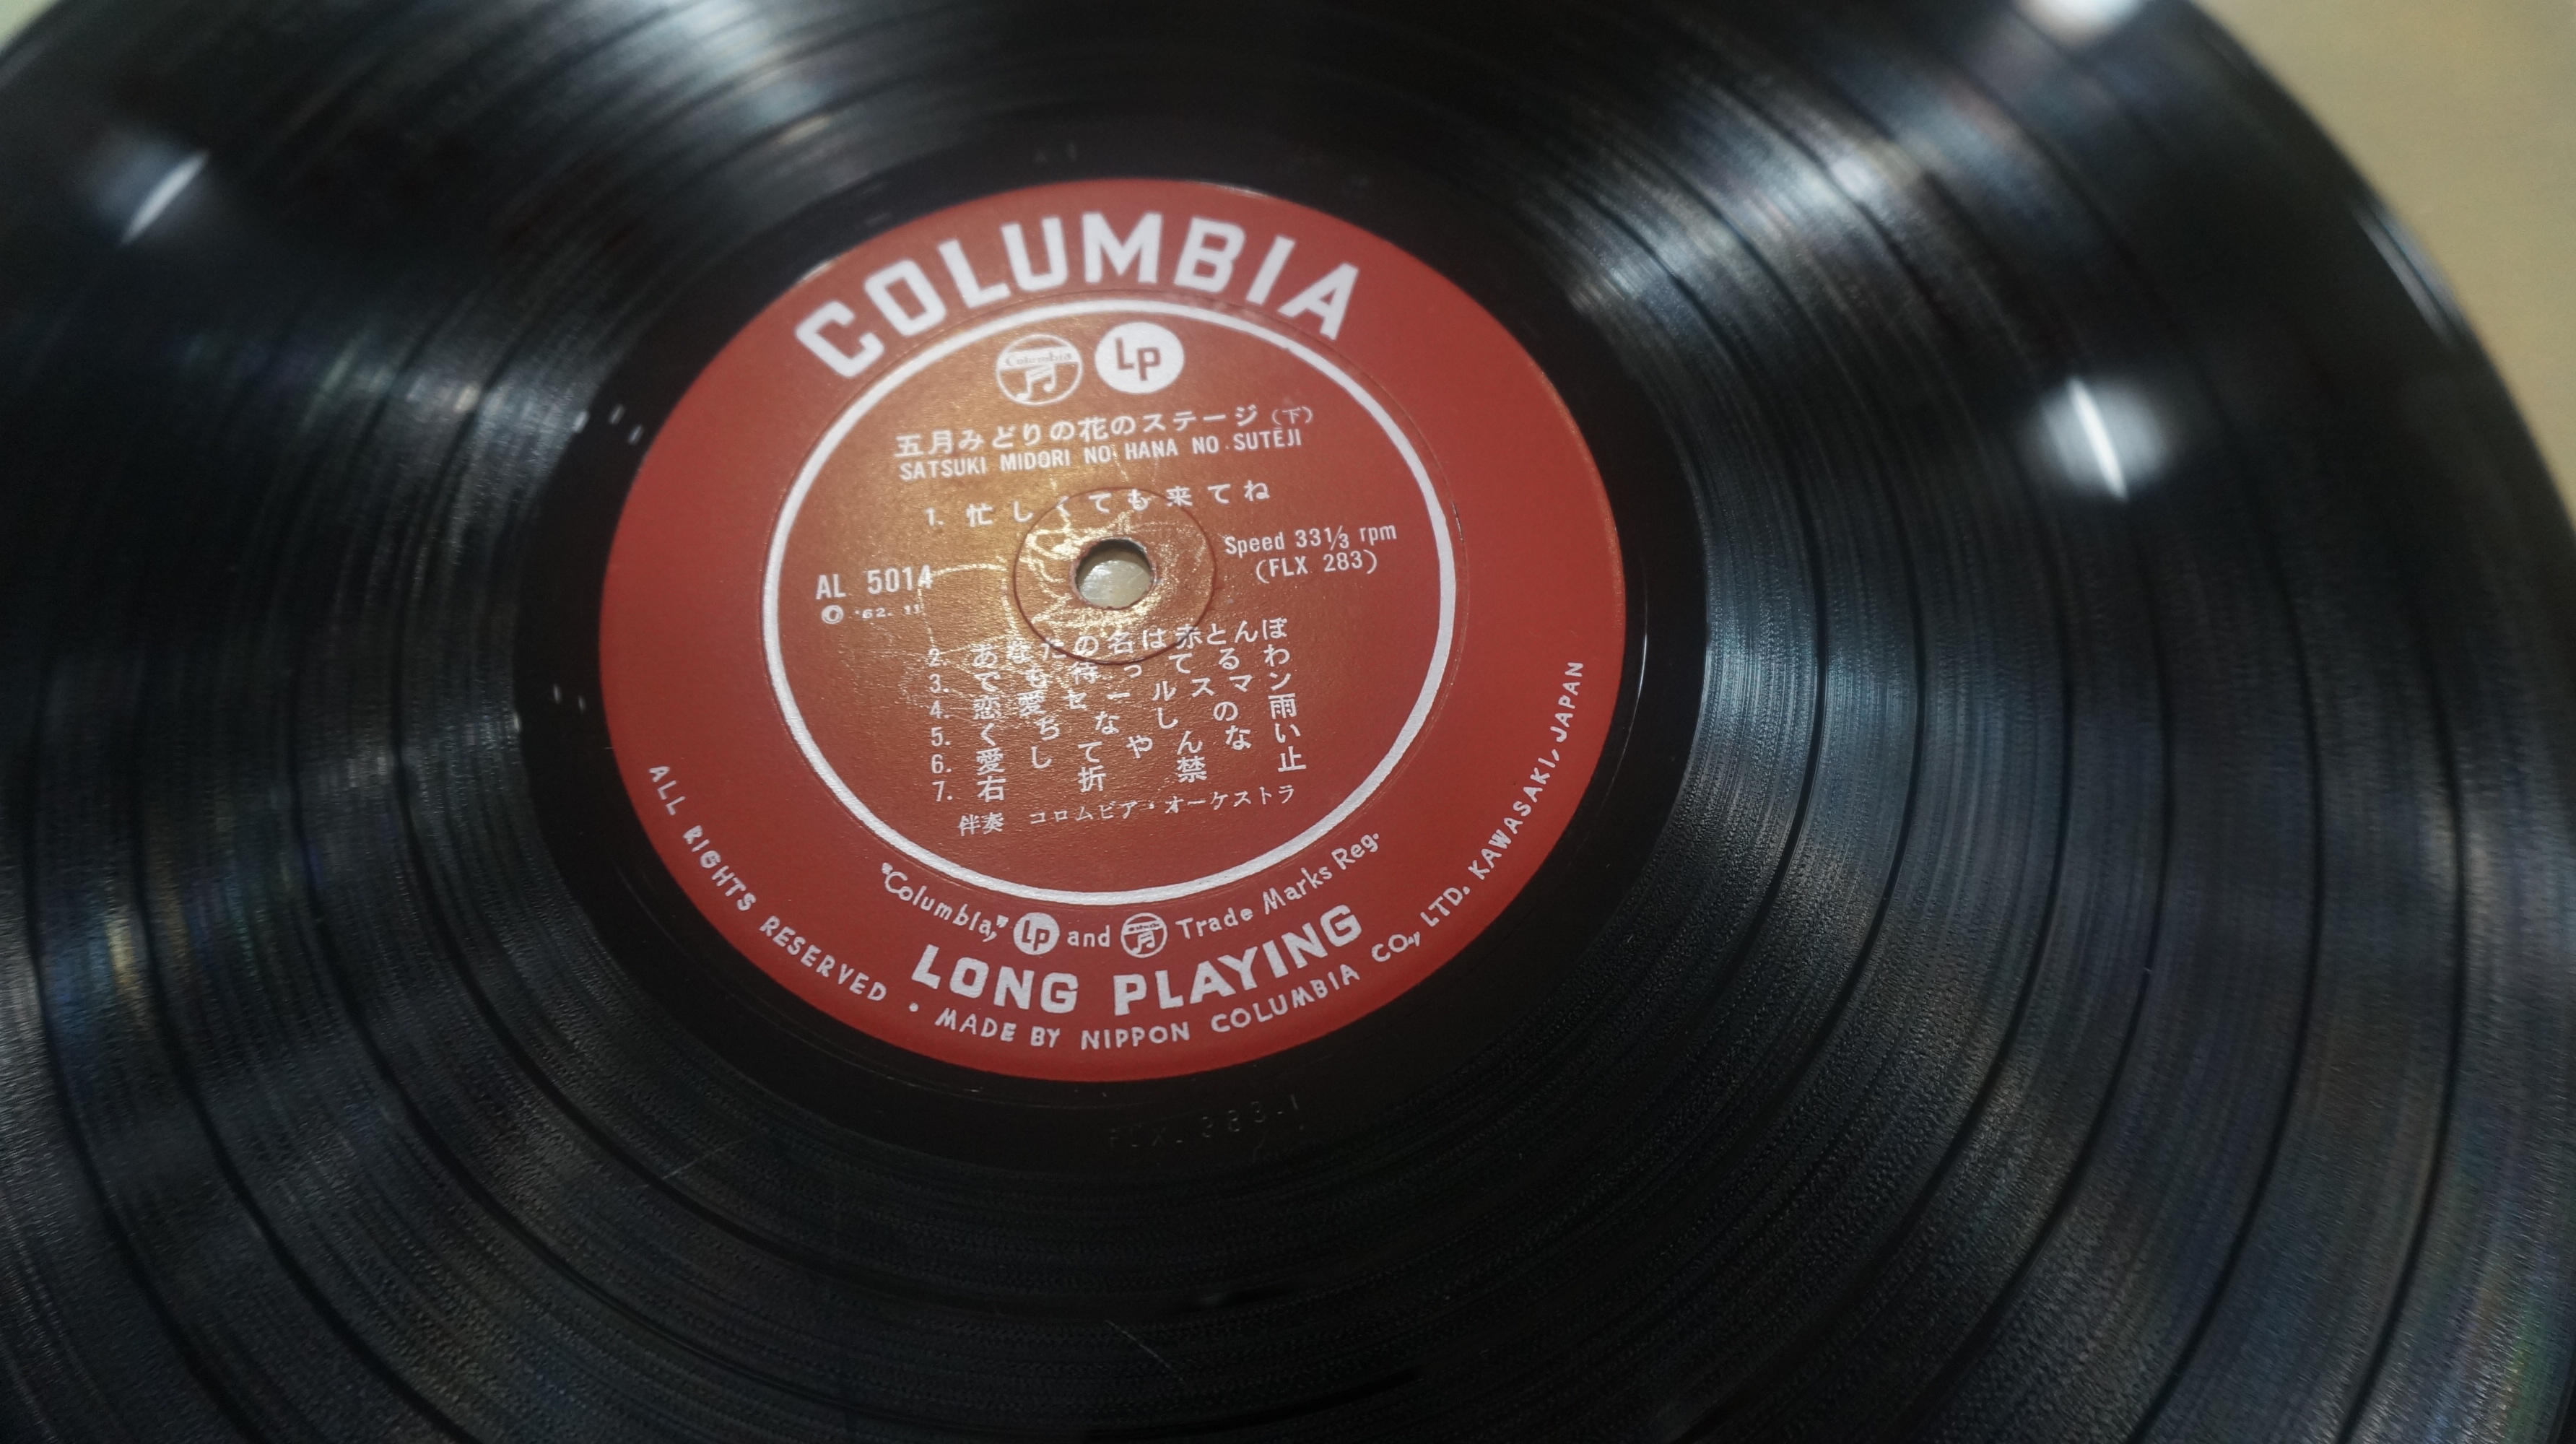 COLUMBIA
Columbia Lp
五月みどりの花のステージ(下)
SATSUKI MIDORI NO HANA NO SUTĒJI
1. 忙しくても来てね
Speed 33 1/3 rpm
(FLX 283)
AL 5014
Ⓟ '62. 11
2. あなたの名は赤とんぼ
3. でも待ってるわ
4. 恋愛セールスマン
5. くちなしの雨
6. 愛してやんない
7. 右折禁止
伴奏 コロムビア・オーケストラ
"Columbia," Lp and Trade Marks Reg.
LONG PLAYING
ALL RIGHTS RESERVED • MADE BY NIPPON COLUMBIA CO., LTD. KAWASAKI, JAPAN
FLX-283-1